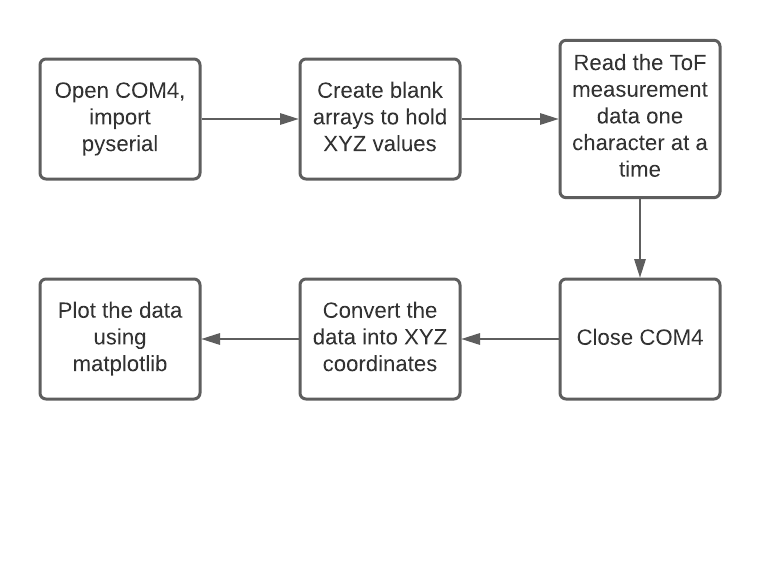 Open COM4,
import
pyserial
Create blank
arrays to hold
XYZ values
Read the ToF
measurement
data one
character at a
time
Close COM4
Convert the
data into XYZ
coordinates
Plot the data
using
matplotlib